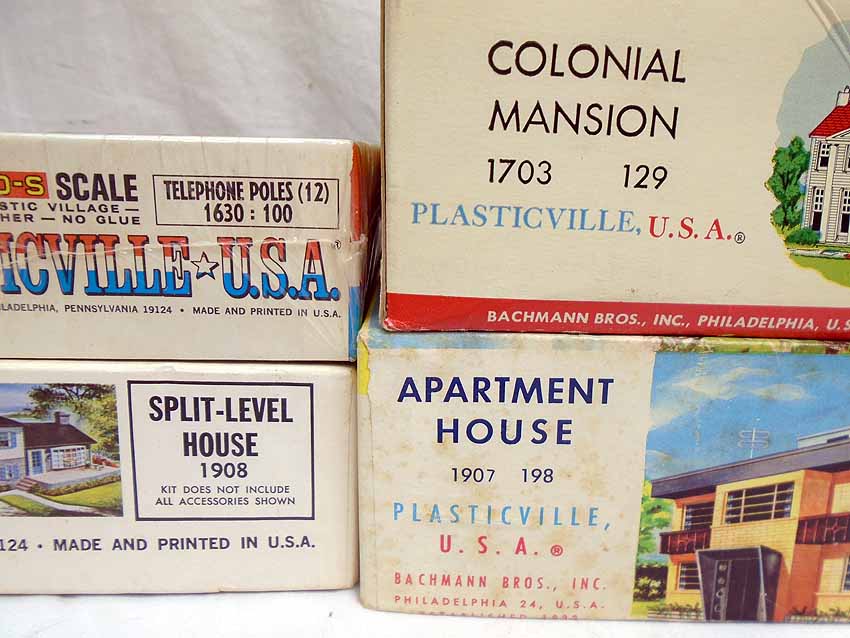 COLONIAL
MANSION
1703 129
PLASTICVILLE, U.S.A.®
BACHMANN BROS., INC., PHILADELPHIA, U.S
O-S SCALE
STIC VILLAGE—
HER — NO GLUE
TELEPHONE POLES (12)
1630 : 100
ICVILLE☆U.S.A.®
LADELPHIA, PENNSYLVANIA 19124 • MADE AND PRINTED IN U.S.A.
SPLIT-LEVEL
HOUSE
1908
KIT DOES NOT INCLUDE
ALL ACCESSORIES SHOWN
124 • MADE AND PRINTED IN U.S.A.
APARTMENT
HOUSE
1907 198
PLASTICVILLE,
U.S.A.®
BACHMANN BROS., INC.
PHILADELPHIA 24, U.S.A.